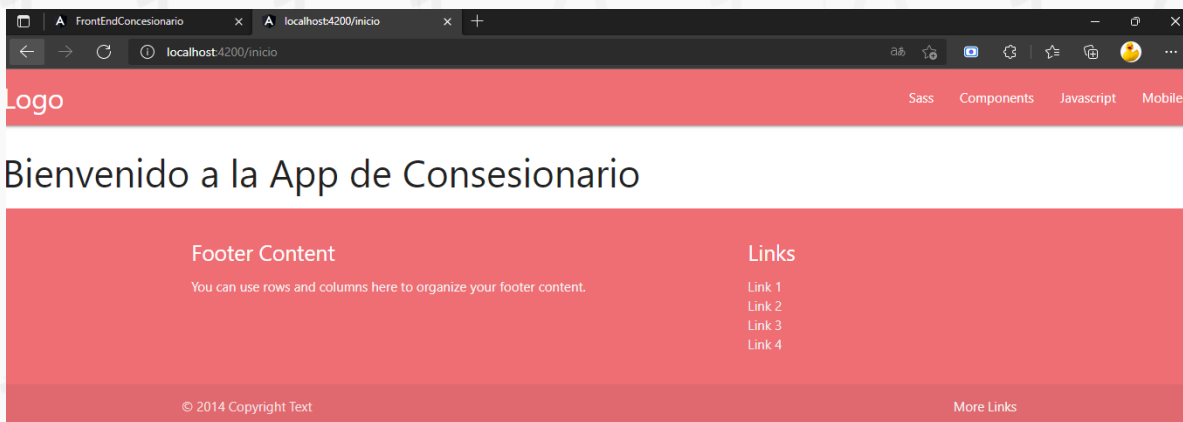 FrontEndConcesionario
localhost:4200/inicio
localhost:4200/inicio
Logo
Sass Components Javascript Mobile
Bienvenido a la App de Consesionario
Footer Content
Links
You can use rows and columns here to organize your footer content.
Link 1
Link 2
Link 3
Link 4
© 2014 Copyright Text
More Links